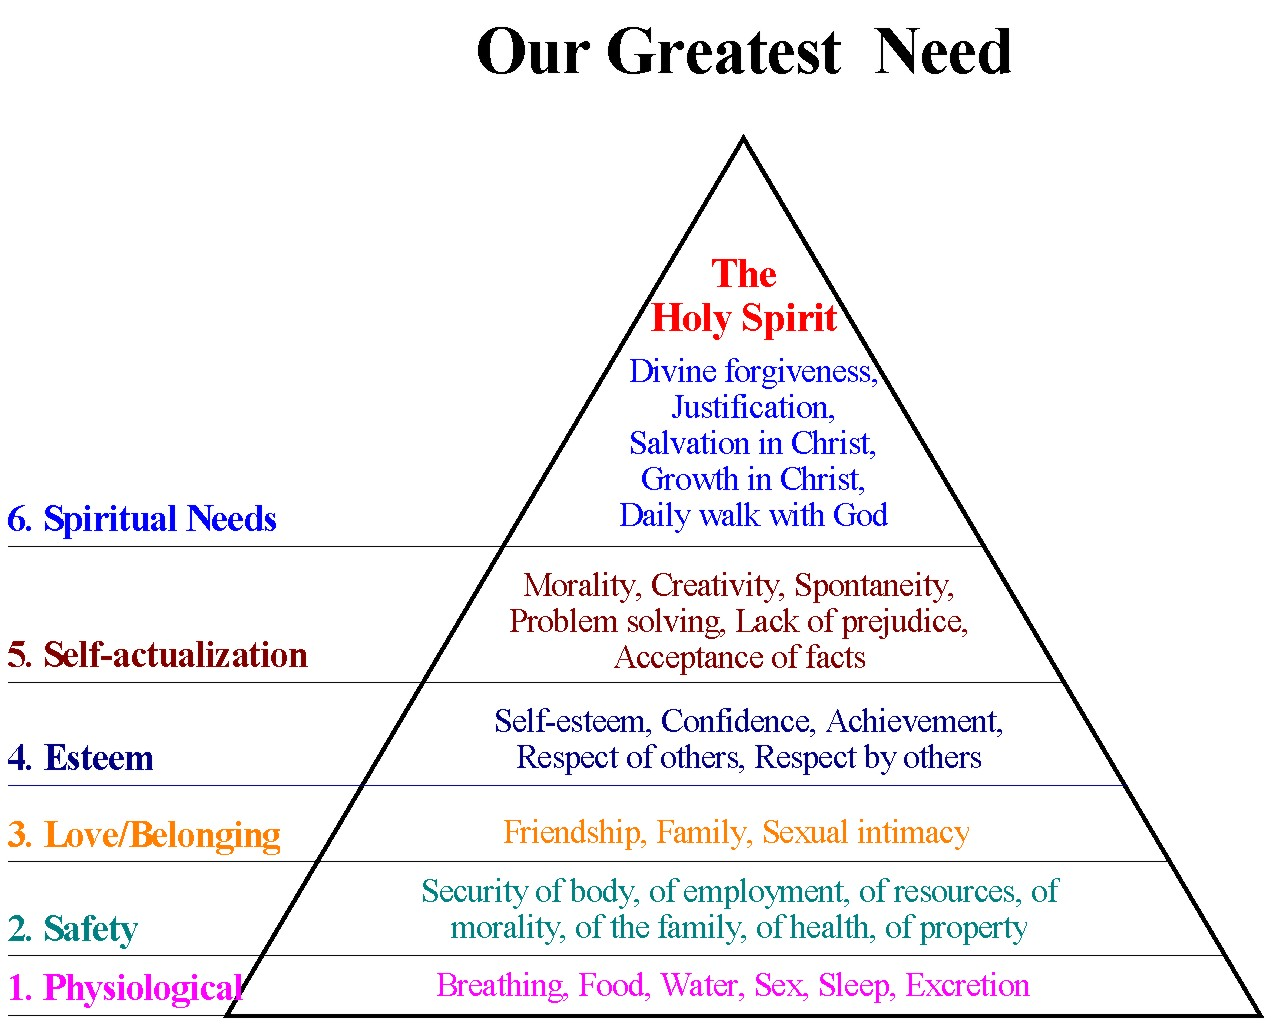 Our Greatest Need
The
Holy Spirit
Divine forgiveness,
Justification,
Salvation in Christ,
Growth in Christ,
Daily walk with God
6. Spiritual Needs
Morality, Creativity, Spontaneity,
Problem solving, Lack of prejudice,
Acceptance of facts
5. Self-actualization
Self-esteem, Confidence, Achievement,
Respect of others, Respect by others
4. Esteem
Friendship, Family, Sexual intimacy
3. Love/Belonging
Security of body, of employment, of resources, of
morality, of the family, of health, of property
2. Safety
Breathing, Food, Water, Sex, Sleep, Excretion
1. Physiological